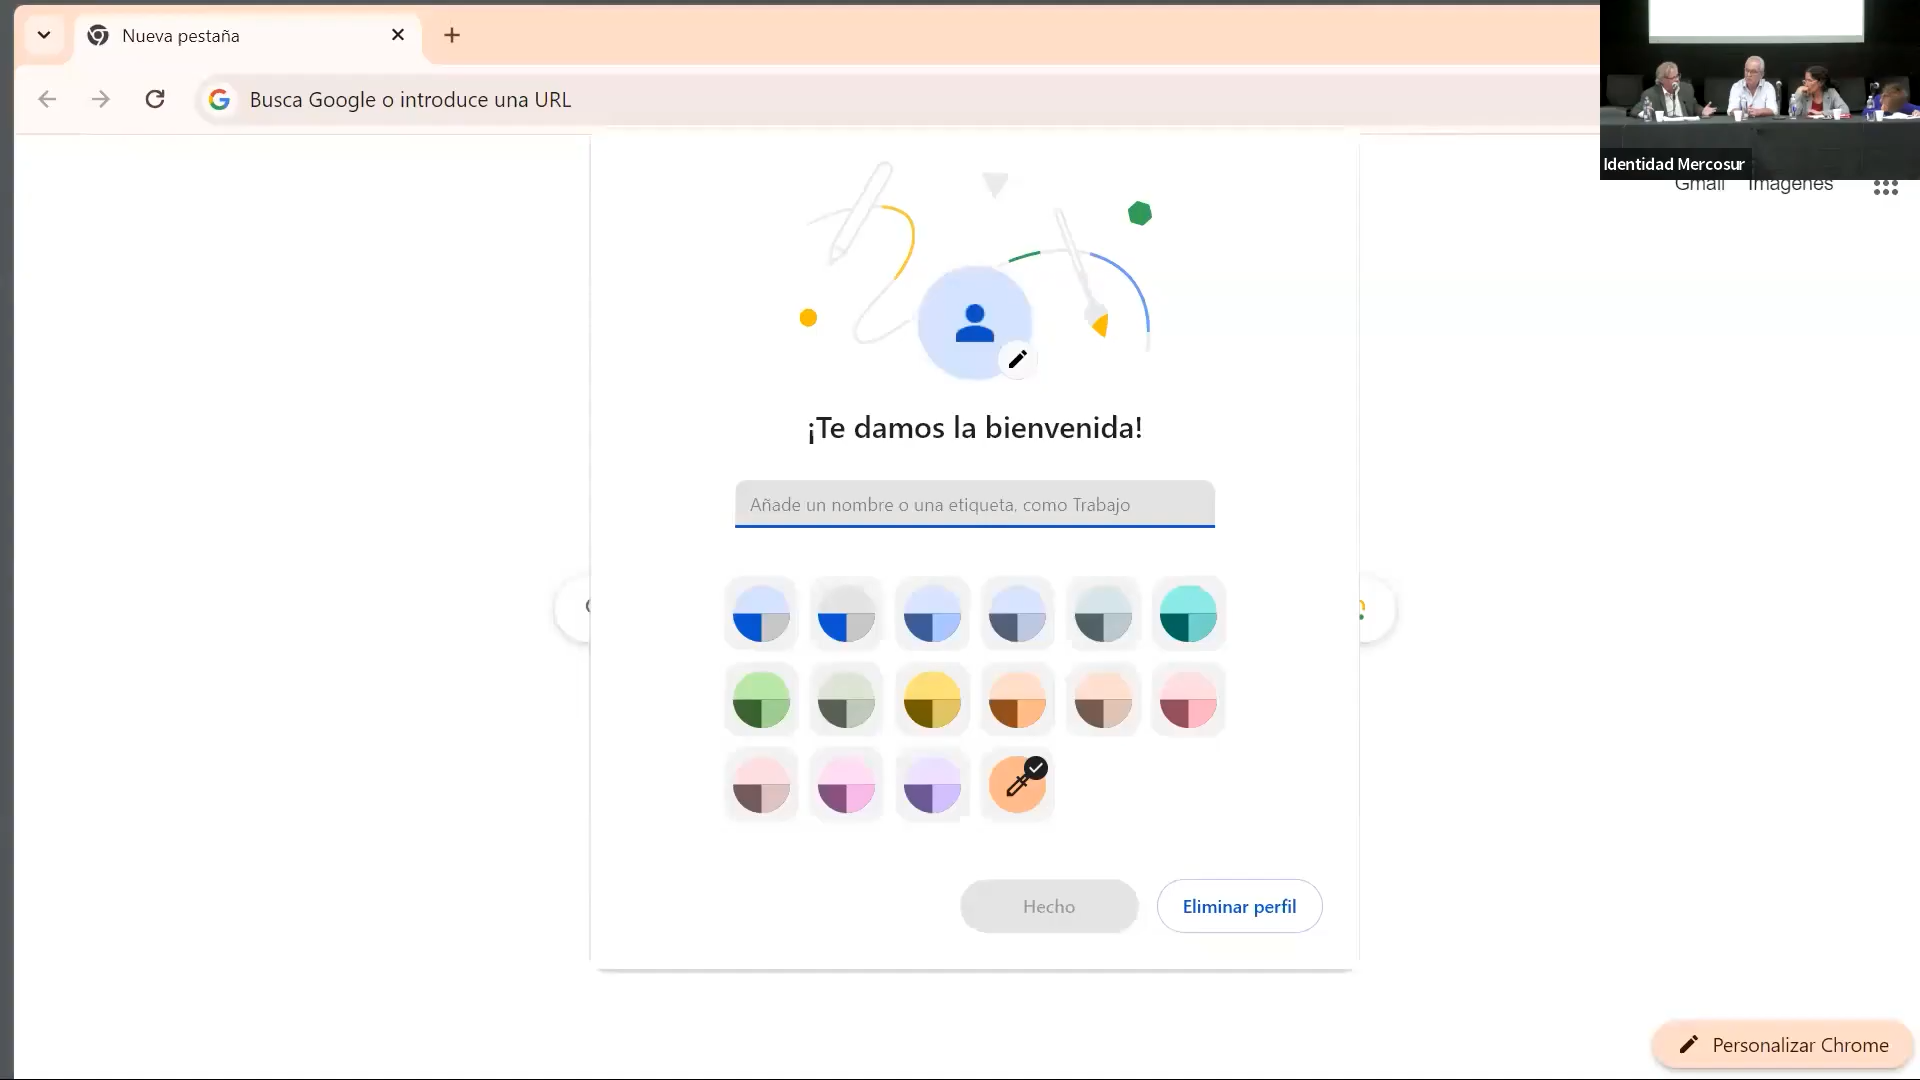 Nueva pestaña
Busca Google o introduce una URL
Identidad Mercosur
Gmail Imágenes
¡Te damos la bienvenida!
Añade un nombre o una etiqueta, como Trabajo
Hecho
Eliminar perfil
Personalizar Chrome